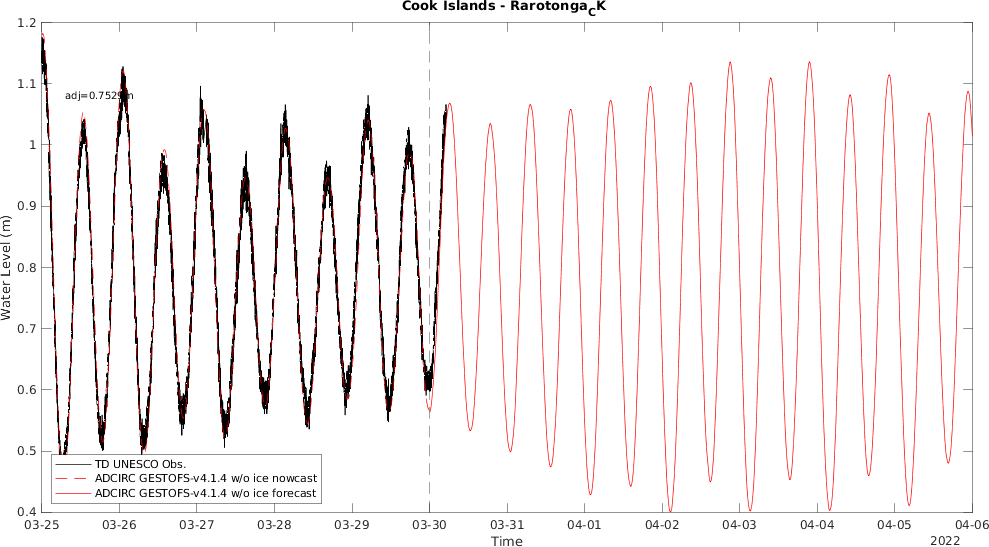 Cook Islands - Rarotonga_CK
1.2
1.1
1
0.9
0.8
0.7
0.6
0.5
0.4
Water Level (m)
adj=0.7529m
TD UNESCO Obs.
ADCIRC GESTOFS-v4.1.4 w/o ice nowcast
ADCIRC GESTOFS-v4.1.4 w/o ice forecast
03-25 03-26 03-27 03-28 03-29 03-30 03-31 04-01 04-02 04-03 04-04 04-05 04-06
Time
2022